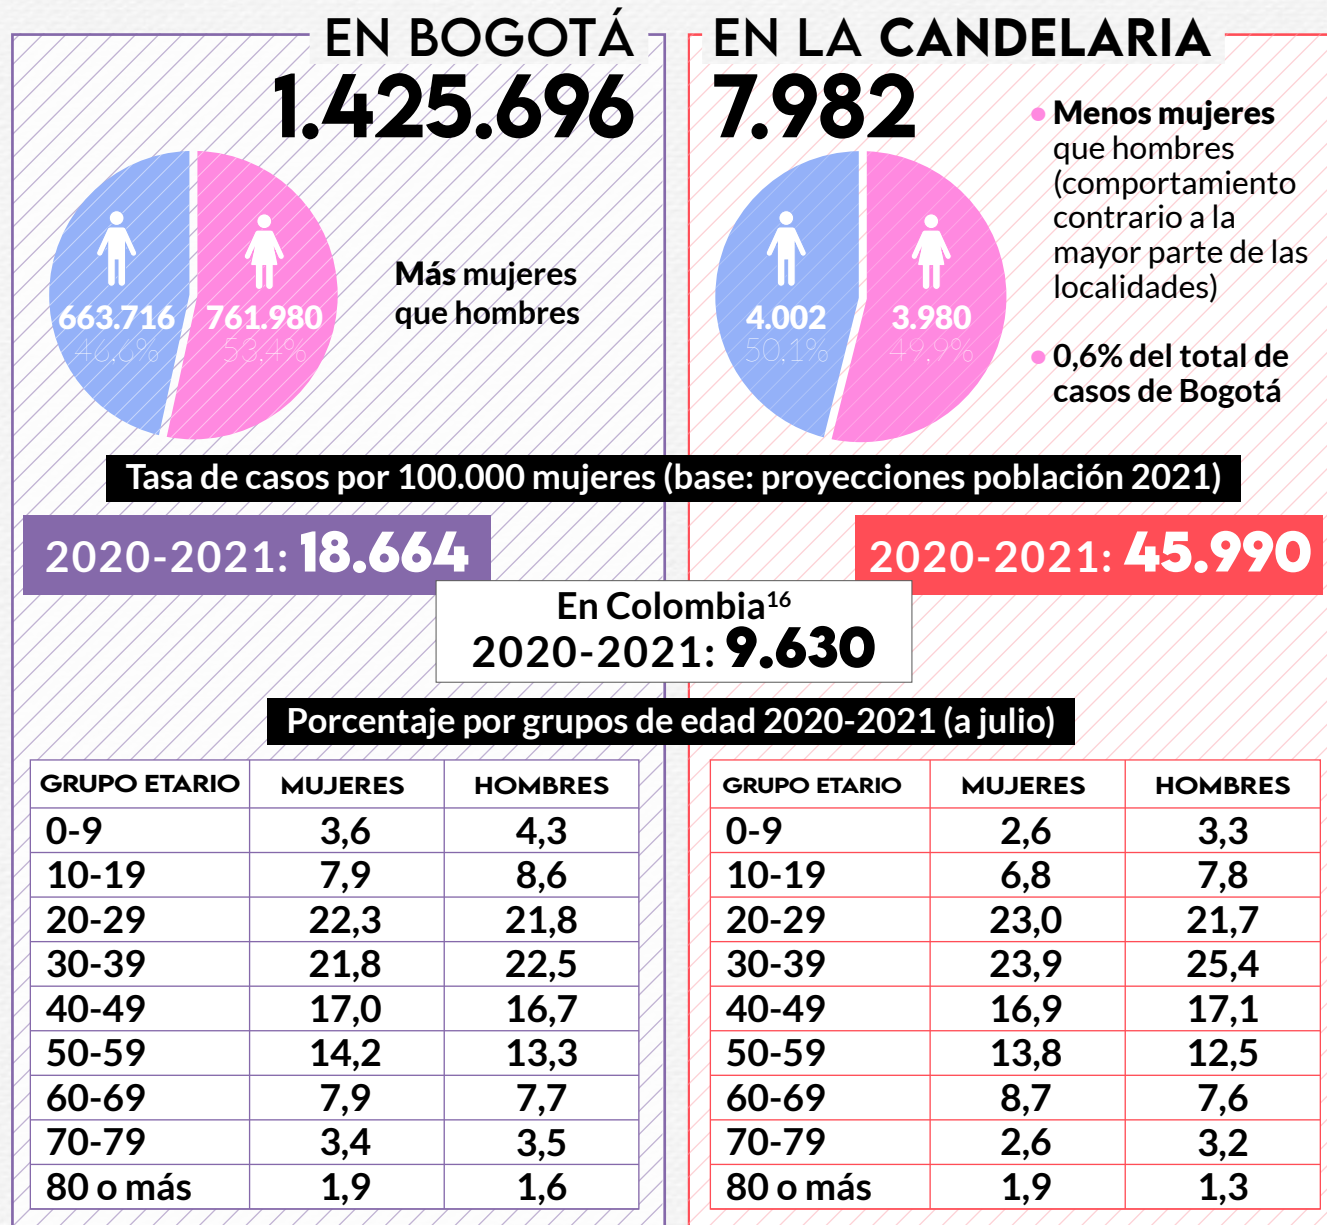 EN BOGOTÁ
1.425.696
663.716
46,6%
761.980
53,4%
Más mujeres
que hombres
EN LA CANDELARIA
7.982
4.002
50,1%
3.980
49,9%
Menos mujeres
que hombres
(comportamiento
contrario a la
mayor parte de las
localidades)
0,6% del total de
casos de Bogotá
Tasa de casos por 100.000 mujeres (base: proyecciones población 2021)
2020-2021: 18.664
2020-2021: 45.990
En Colombia16
2020-2021: 9.630
Porcentaje por grupos de edad 2020-2021 (a julio)
GRUPO ETARIO MUJERES HOMBRES
0-9 3,6 4,3
10-19 7,9 8,6
20-29 22,3 21,8
30-39 21,8 22,5
40-49 17,0 16,7
50-59 14,2 13,3
60-69 7,9 7,7
70-79 3,4 3,5
80 o más 1,9 1,6
GRUPO ETARIO MUJERES HOMBRES
0-9 2,6 3,3
10-19 6,8 7,8
20-29 23,0 21,7
30-39 23,9 25,4
40-49 16,9 17,1
50-59 13,8 12,5
60-69 8,7 7,6
70-79 2,6 3,2
80 o más 1,9 1,3